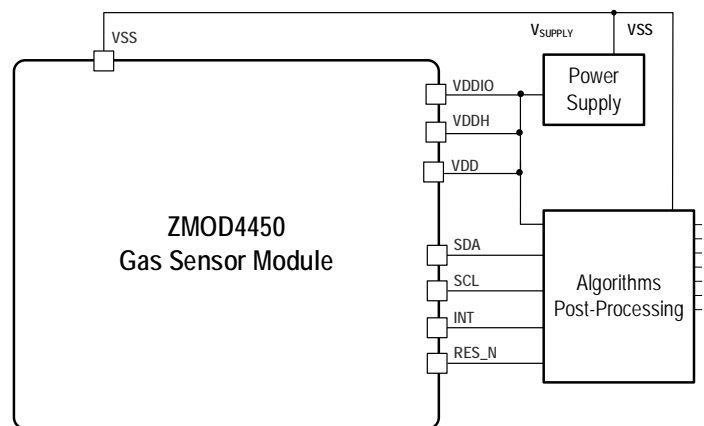 VSS
VSUPPLY
VSS
VDDIO
Power
Supply
VDDH
VDD
ZMOD4450
Gas Sensor Module
SDA
SCL
INT
RES_N
Algorithms
Post-Processing